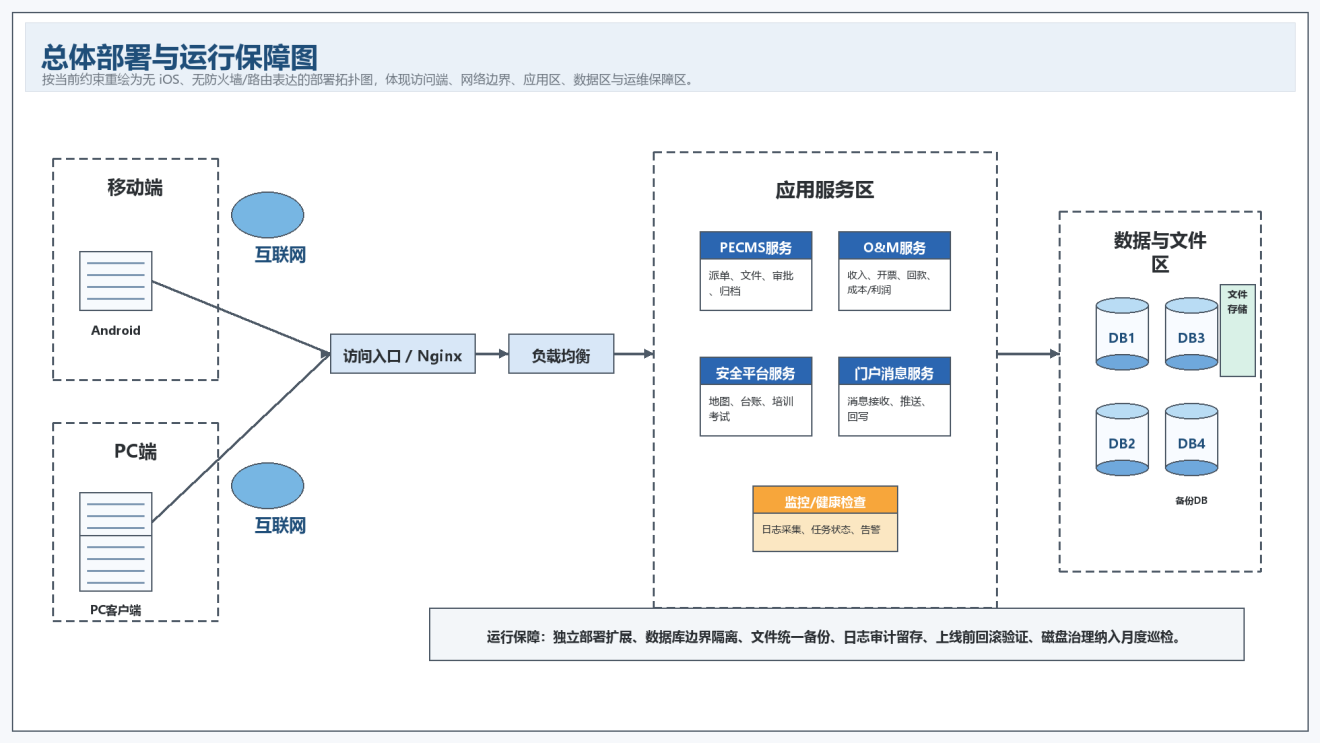 总体部署与运行保障图
按当前约束重绘为无 iOS、无防火墙/路由表达的部署拓扑图，体现访问端、网络边界、应用区、数据区与运维保障区。
移动端
Android
互联网
PC端
PC客户端
互联网
访问入口 / Nginx
负载均衡
应用服务区
PECMS服务
派单、文件、审批
、归档
O&M服务
收入、开票、回款、
成本/利润
安全平台服务
地图、台账、培训
考试
门户消息服务
消息接收、推送、
回写
监控/健康检查
日志采集、任务状态、告警
数据与文件
区
文件
存储
DB1
DB3
DB2
DB4
备份DB
运行保障：独立部署扩展、数据库边界隔离、文件统一备份、日志审计留存、上线前回滚验证、磁盘治理纳入月度巡检。